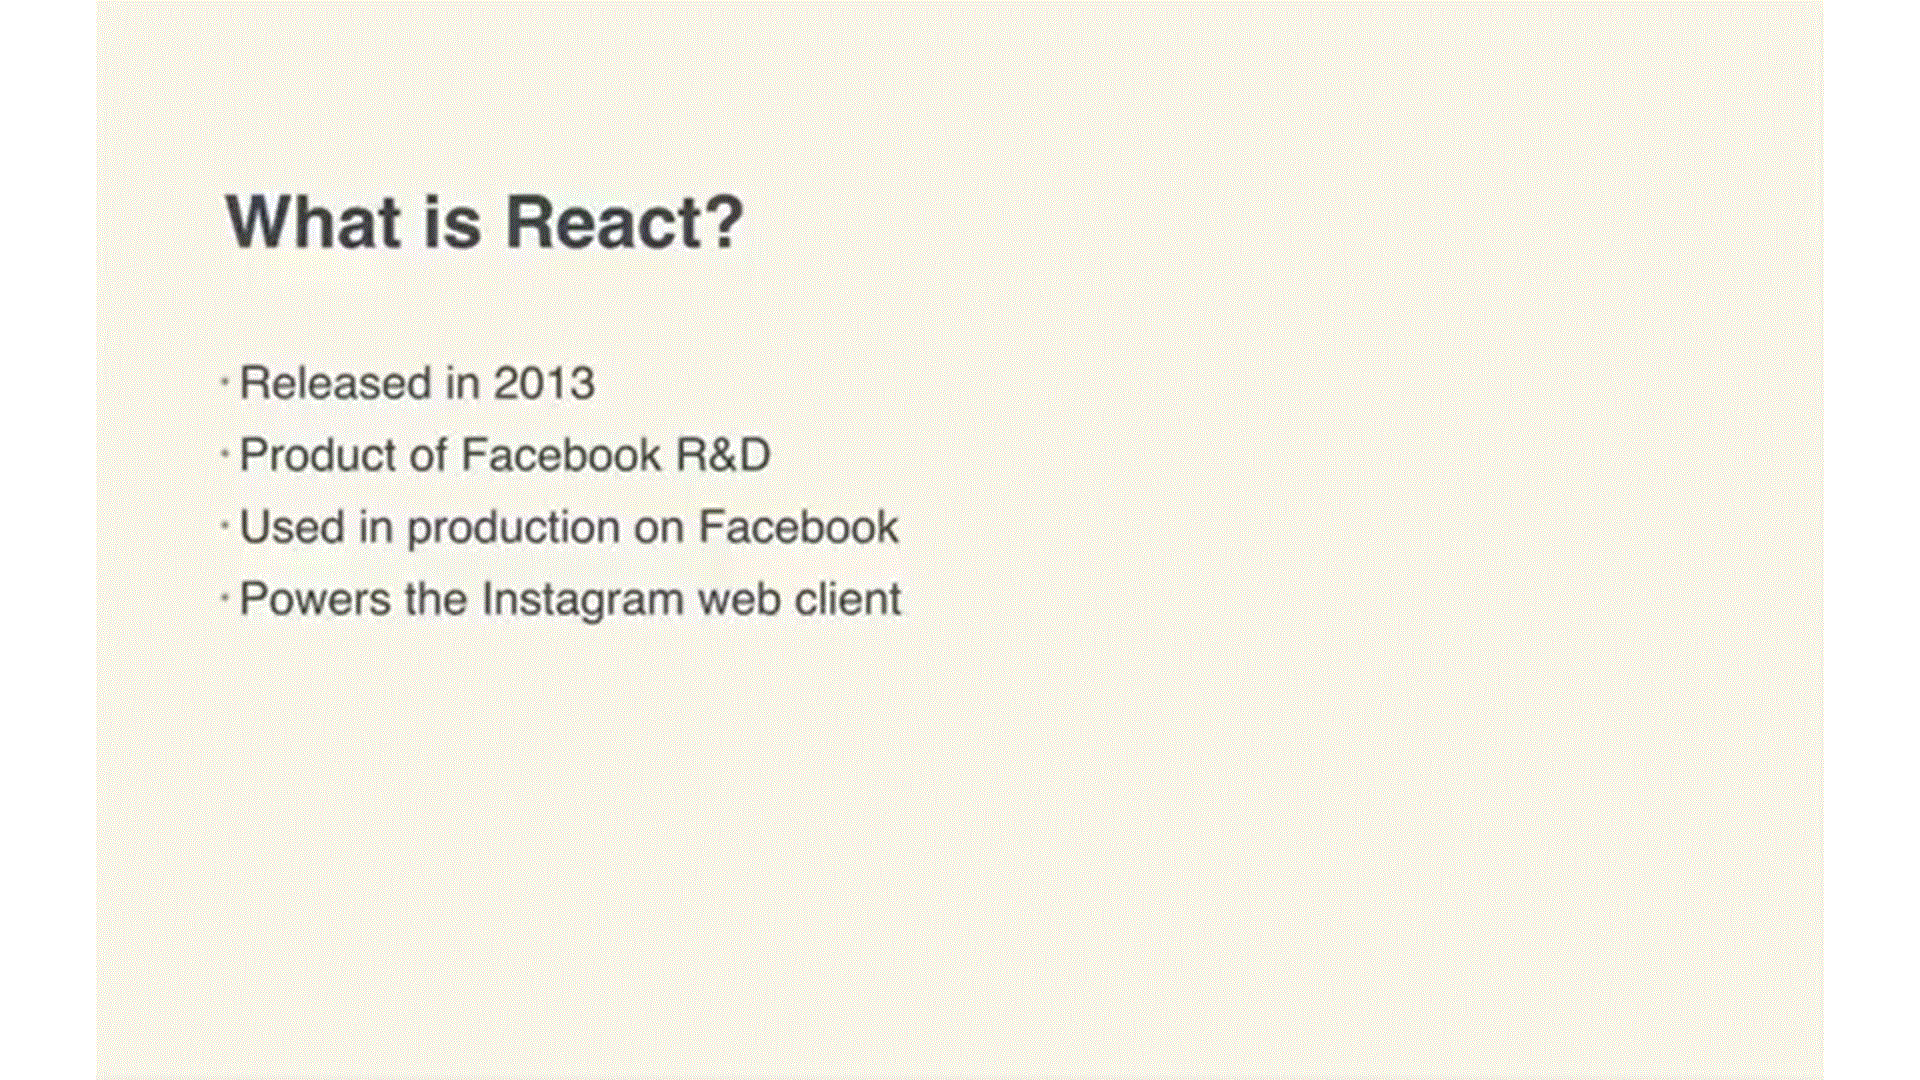 What is React?
· Released in 2013
· Product of Facebook R&D
· Used in production on Facebook
· Powers the Instagram web client